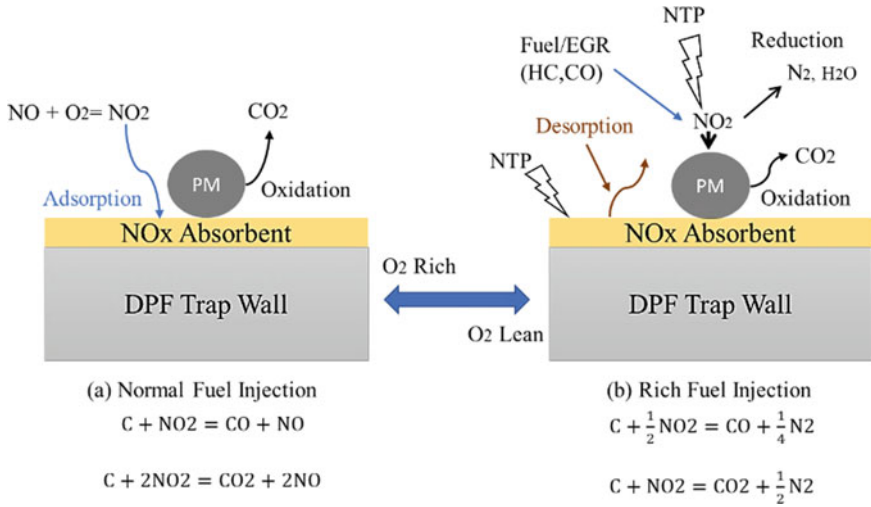 NO + O2= NO2
CO2
PM
Adsorption
Oxidation
NOx Absorbent
DPF Trap Wall
(a) Normal Fuel Injection
C + NO2 = CO + NO
C + 2NO2 = CO2 + 2NO
O2 Rich
O2 Lean
NTP
Fuel/EGR
(HC,CO)
Reduction
N2, H2O
NO2
Desorption
NTP
CO2
PM
Oxidation
NOx Absorbent
DPF Trap Wall
(b) Rich Fuel Injection
C + 1/2 NO2 = CO + 1/4 N2
C + NO2 = CO2 + 1/2 N2